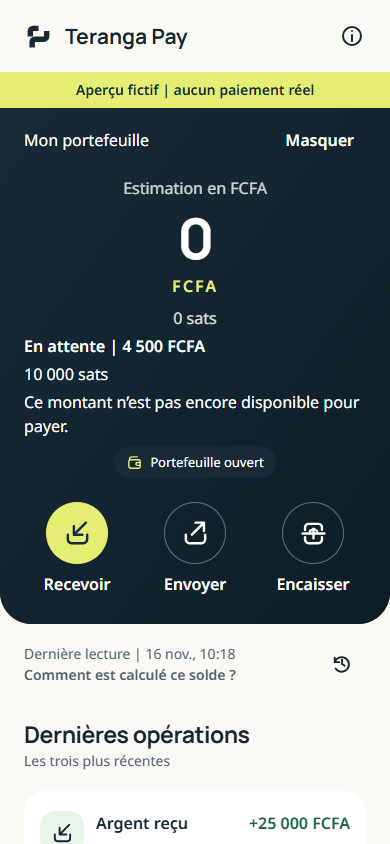 Teranga Pay
Aperçu fictif | aucun paiement réel
Mon portefeuille
Masquer
Estimation en FCFA
0
FCFA
0 sats
En attente | 4 500 FCFA
10 000 sats
Ce montant n’est pas encore disponible pour
payer.
Portefeuille ouvert
Recevoir
Envoyer
Encaisser
Dernière lecture | 16 nov., 10:18
Comment est calculé ce solde ?
Dernières opérations
Les trois plus récentes
Argent reçu
+25 000 FCFA